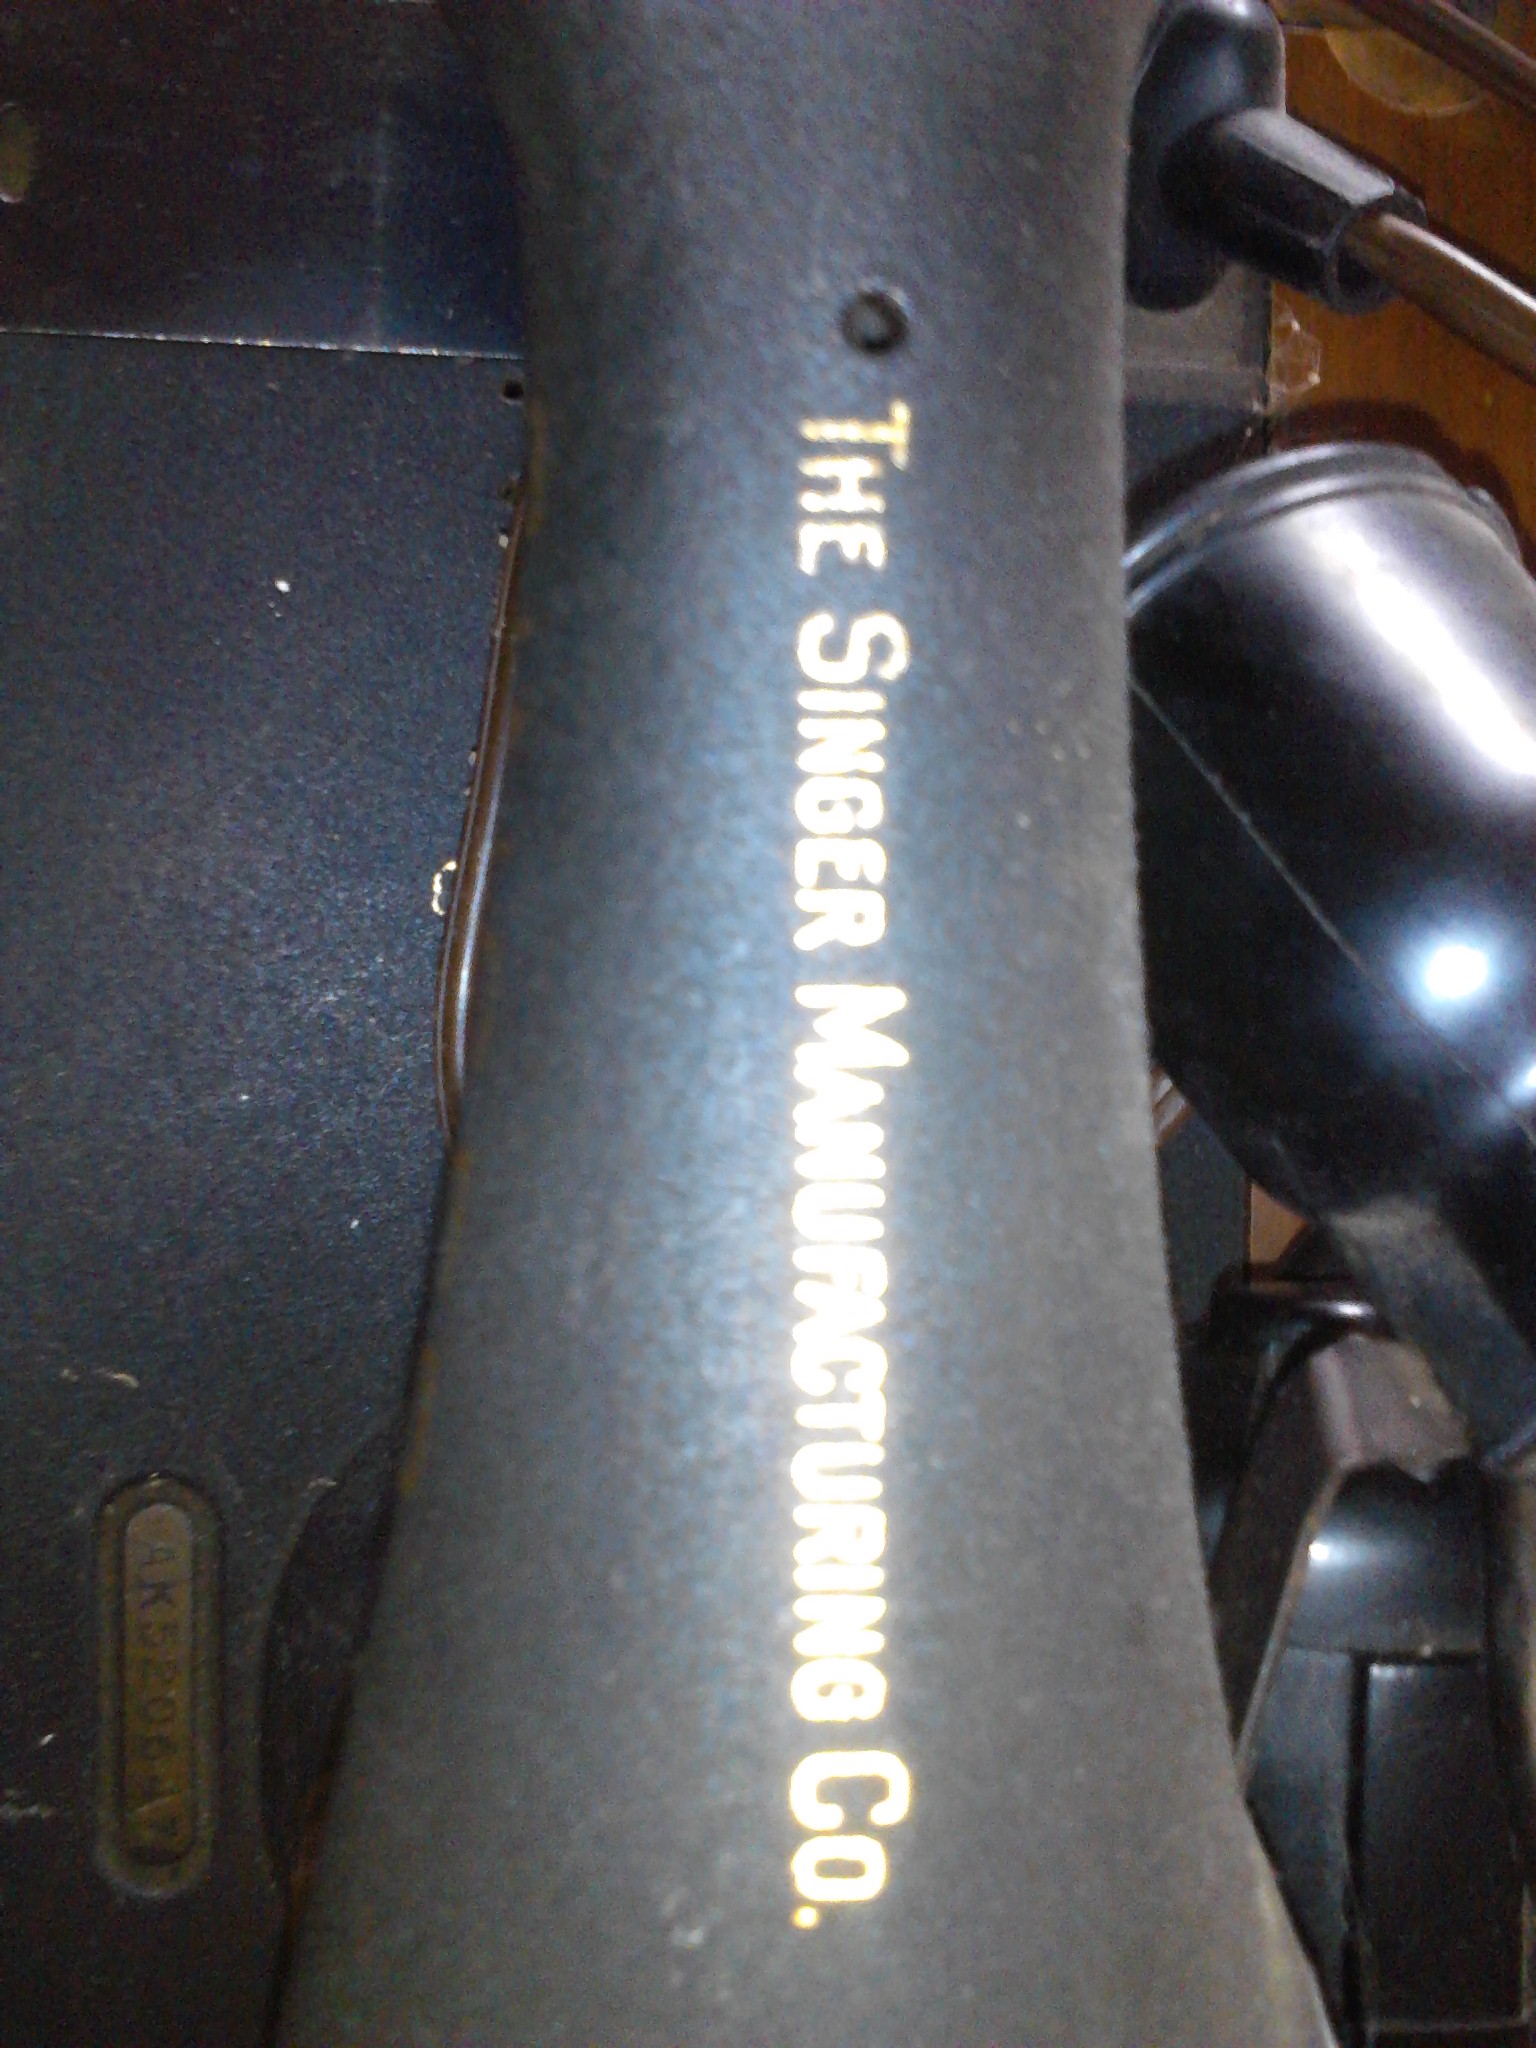 THE SINGER MANUFACTURING CO.